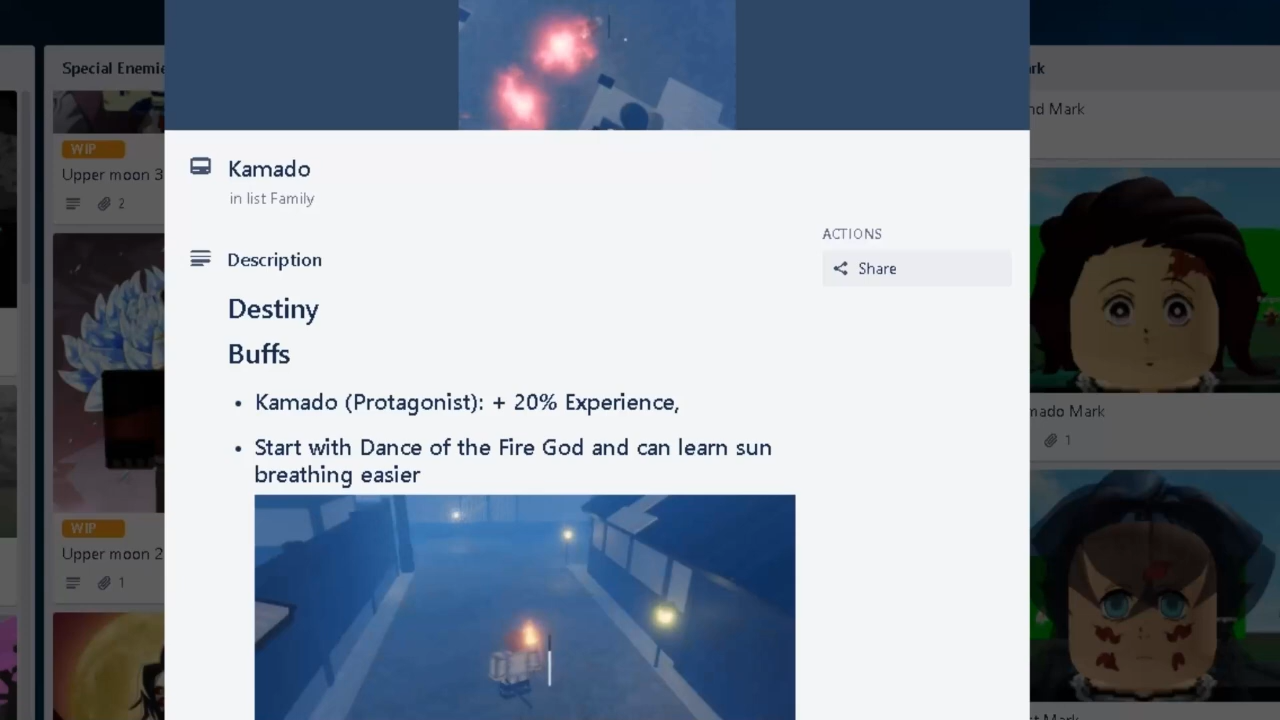 Special Enemie
WIP
Upper moon 3
2
WIP
Upper moon 2
1
Kamado
in list Family
Description
Destiny
Buffs
• Kamado (Protagonist): + 20% Experience,
• Start with Dance of the Fire God and can learn sun
breathing easier
ACTIONS
Share
rk
nd Mark
mado Mark
1
Mark